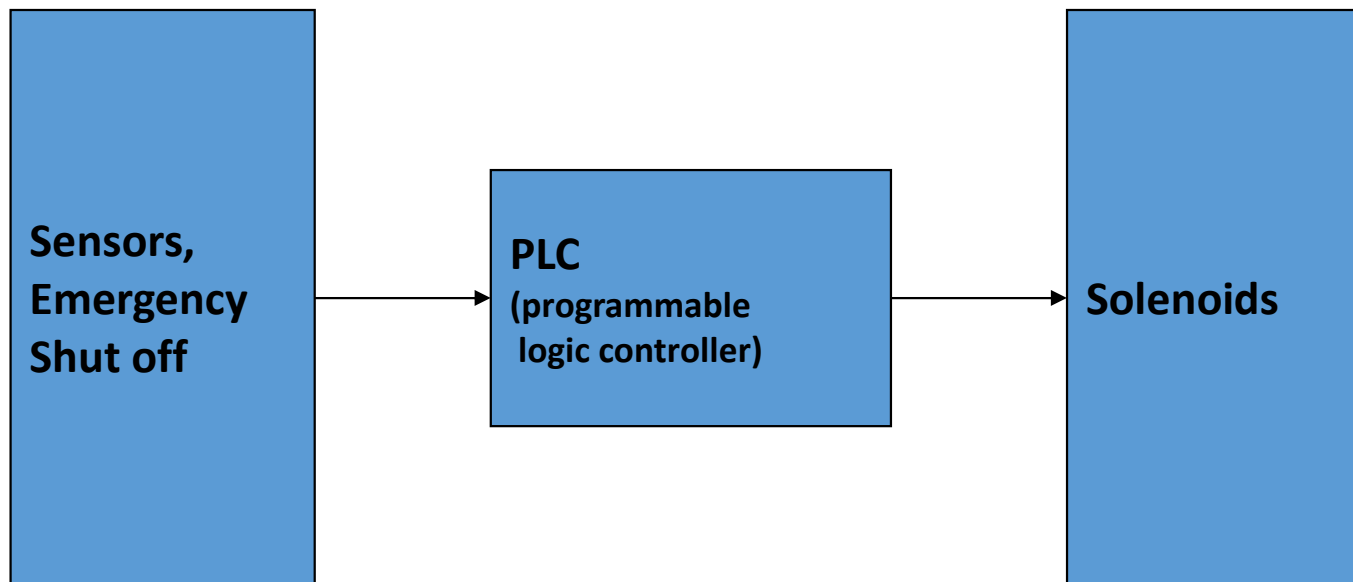 Sensors,
Emergency
Shut off
PLC
(programmable
logic controller)
Solenoids